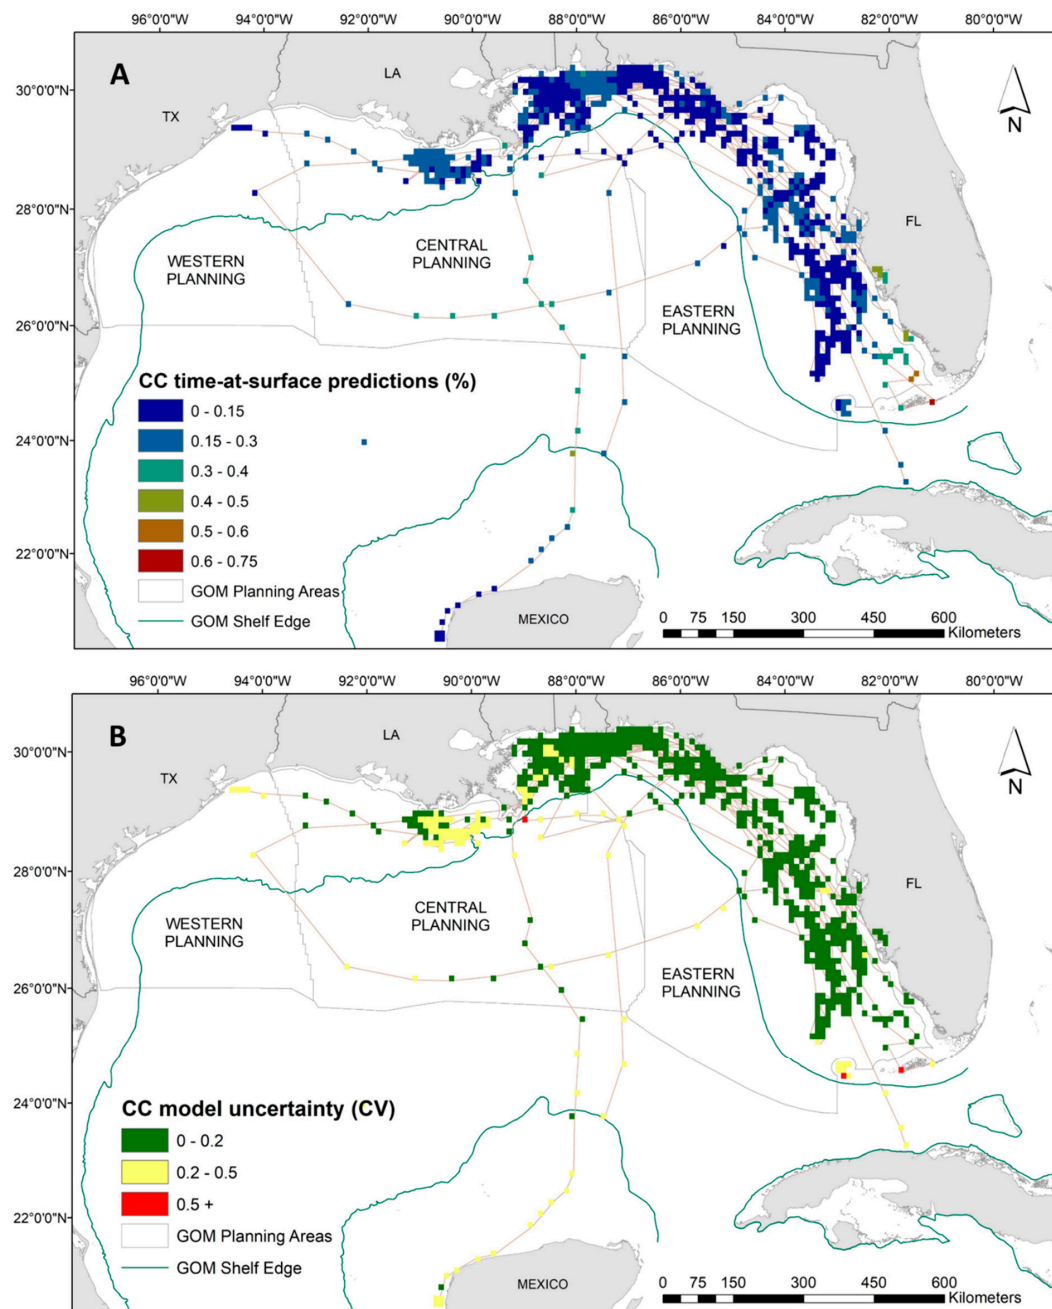 96°0'0"W 94°0'0"W 92°0'0"W 90°0'0"W 88°0'0"W 86°0'0"W 84°0'0"W 82°0'0"W 80°0'0"W
A
LA
30°0'0"N
TX
N
28°0'0"N
FL
WESTERN
PLANNING
CENTRAL
PLANNING
26°0'0"N
EASTERN
PLANNING
CC time-at-surface predictions (%)
0 - 0.15
24°0'0"N
0.15 - 0.3
0.3 - 0.4
0.4 - 0.5
0.5 - 0.6
22°0'0"N
0.6 - 0.75
GOM Planning Areas
GOM Shelf Edge
MEXICO
0 75 150 300 450 600
Kilometers
96°0'0"W 94°0'0"W 92°0'0"W 90°0'0"W 88°0'0"W 86°0'0"W 84°0'0"W 82°0'0"W 80°0'0"W
B
LA
30°0'0"N
TX
N
28°0'0"N
FL
WESTERN
PLANNING
CENTRAL
PLANNING
26°0'0"N
EASTERN
PLANNING
24°0'0"N
CC model uncertainty (CV)
0 - 0.2
0.2 - 0.5
0.5 +
22°0'0"N
GOM Planning Areas
GOM Shelf Edge
MEXICO
0 75 150 300 450 600
Kilometers